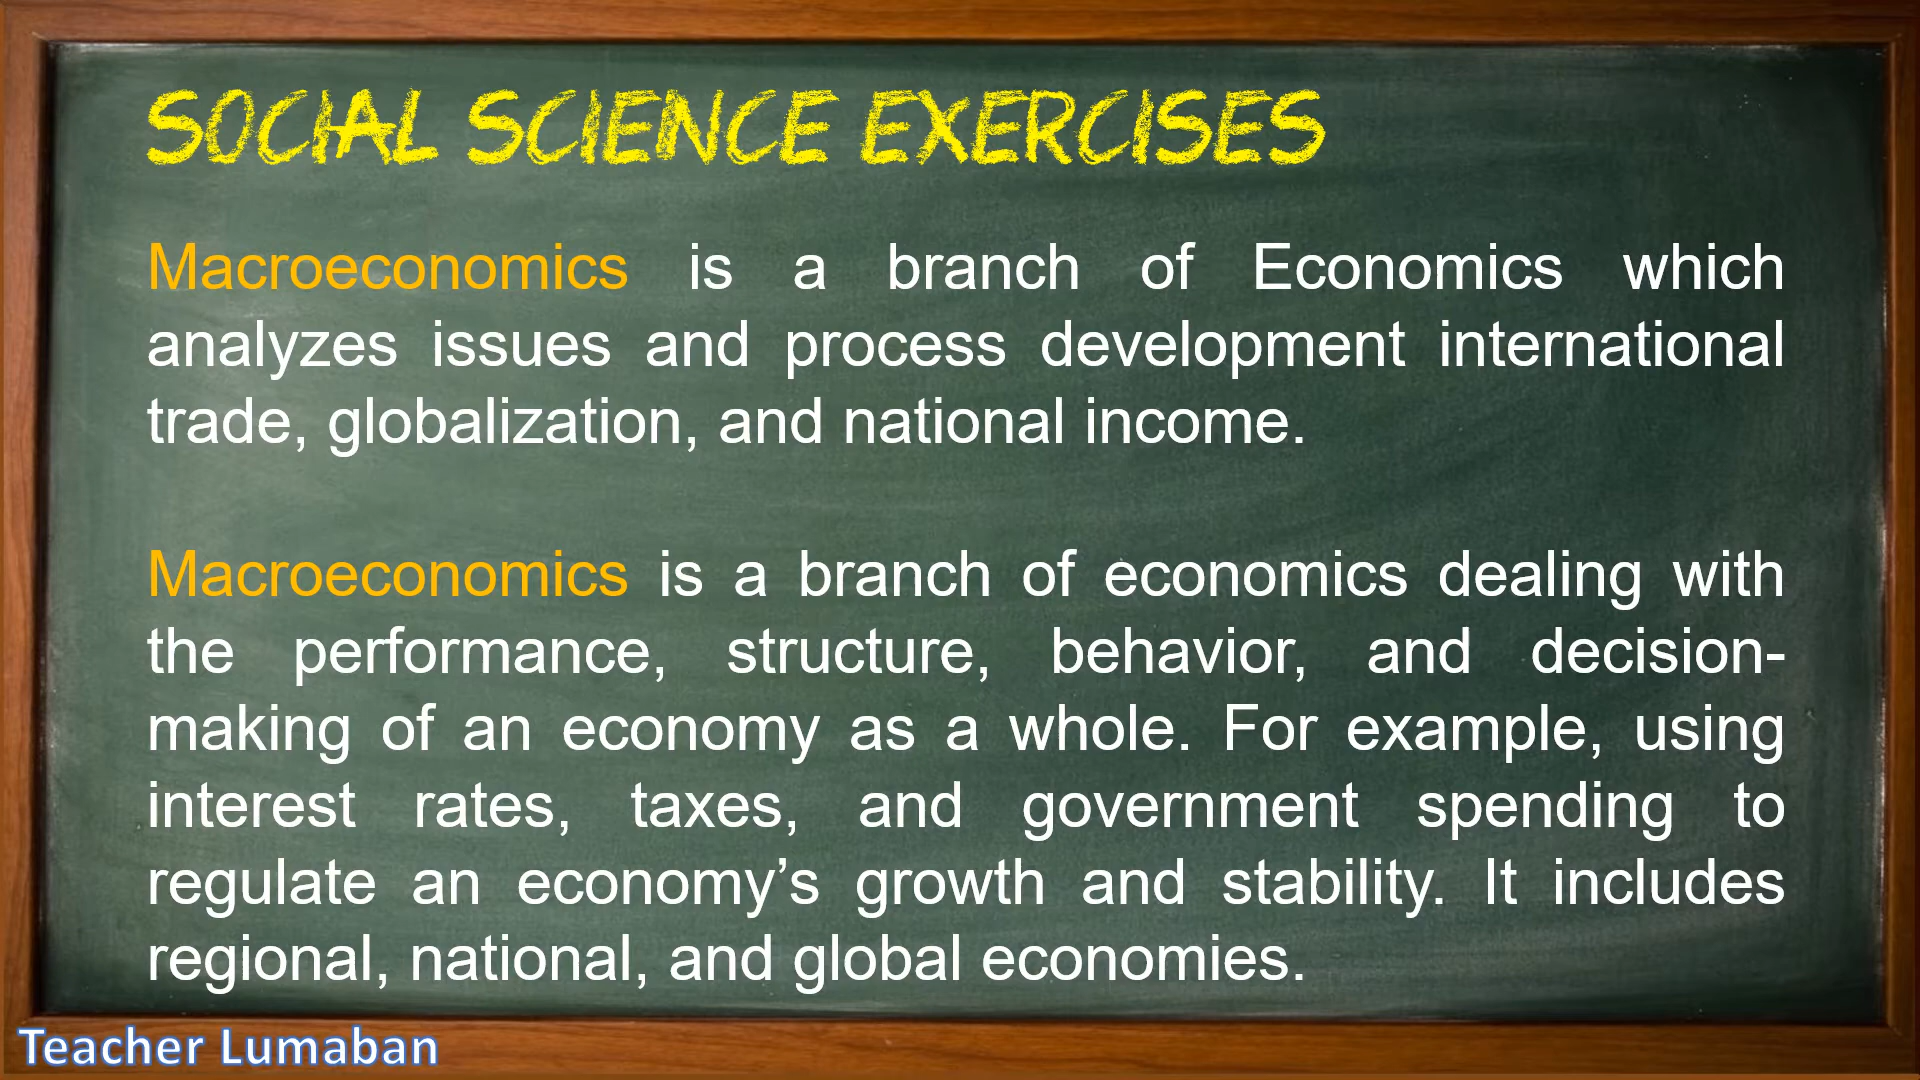 SOCIAL SCIENCE EXERCISES
Macroeconomics is a branch of Economics which
analyzes issues and process development international
trade, globalization, and national income.
Macroeconomics is a branch of economics dealing with
the performance, structure, behavior, and decision-
making of an economy as a whole. For example, using
interest rates, taxes, and government spending to
regulate an economy’s growth and stability. It includes
regional, national, and global economies.
Teacher Lumaban